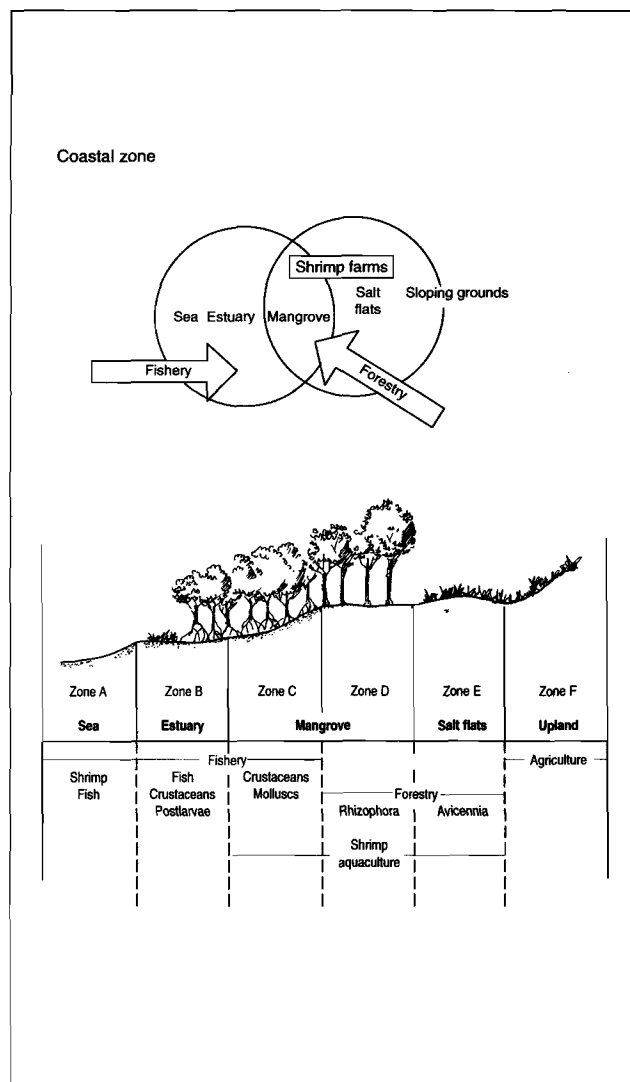 Coastal zone
Shrimp farms
Salt
flats
Sloping grounds
Sea Estuary Mangrove
Fishery
Forestry
Zone A Zone B Zone C Zone D Zone E Zone F
Sea Estuary Mangrove Salt flats Upland
Fishery Agriculture
Shrimp Fish Crustaceans
Fish Crustaceans Molluscs Forestry
Postlarvae Rhizophora Avicennia
Shrimp
aquaculture